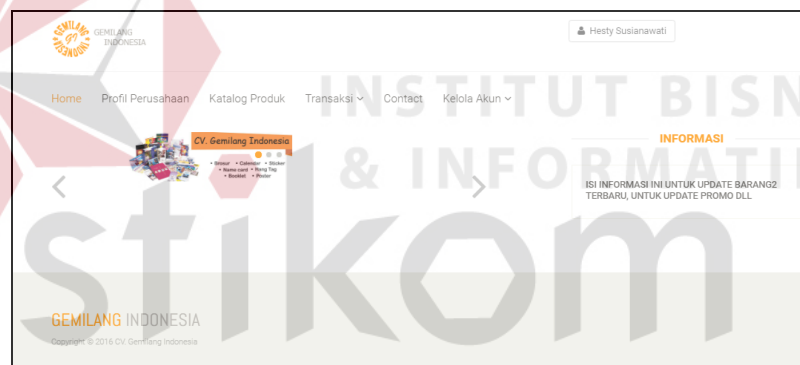 GEMILANG
INDONESIA
Hesty Susianawati
Home Profil Perusahaan Katalog Produk Transaksi Contact Kelola Akun
INSTITUT BISN
& INFORMATI
stikom
CV. Gemilang Indonesia
• Brosur • Calendar • Sticker
• Name card • Hang Tag
• Booklet • Poster
INFORMASI
ISI INFORMASI INI UNTUK UPDATE BARANG2
TERBARU, UNTUK UPDATE PROMO DLL
GEMILANG INDONESIA
Copyright © 2016 CV. Gemilang Indonesia